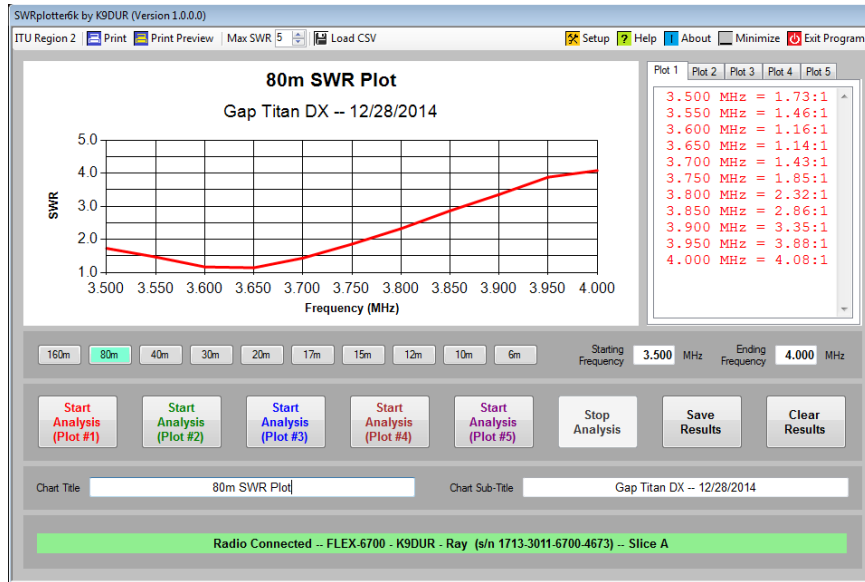 SWRplotter6k by K9DUR (Version 1.0.0.0)
ITU Region 2 Print Print Preview Max SWR 5 Load CSV Setup ? Help i About Minimize Exit Program
80m SWR Plot
Gap Titan DX -- 12/28/2014
5.0
4.0
3.0
2.0
1.0
SWR
3.500 3.550 3.600 3.650 3.700 3.750 3.800 3.850 3.900 3.950 4.000
Frequency (MHz)
Plot 1 Plot 2 Plot 3 Plot 4 Plot 5
3.500 MHz = 1.73:1
3.550 MHz = 1.46:1
3.600 MHz = 1.16:1
3.650 MHz = 1.14:1
3.700 MHz = 1.43:1
3.750 MHz = 1.85:1
3.800 MHz = 2.32:1
3.850 MHz = 2.86:1
3.900 MHz = 3.35:1
3.950 MHz = 3.88:1
4.000 MHz = 4.08:1
160m 80m 40m 30m 20m 17m 15m 12m 10m 6m
Starting Frequency 3.500 MHz Ending Frequency 4.000 MHz
Start Analysis (Plot #1)
Start Analysis (Plot #2)
Start Analysis (Plot #3)
Start Analysis (Plot #4)
Start Analysis (Plot #5)
Stop Analysis
Save Results
Clear Results
Chart Title 80m SWR Plot Chart Sub-Title Gap Titan DX -- 12/28/2014
Radio Connected -- FLEX-6700 - K9DUR - Ray (s/n 1713-3011-6700-4673) -- Slice A